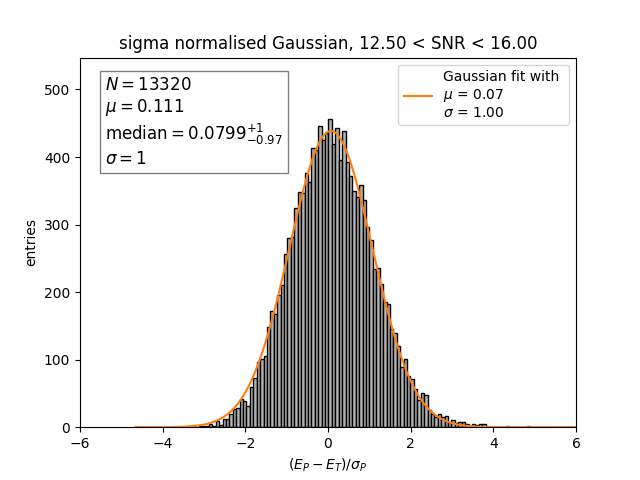 sigma normalised Gaussian, 12.50 < SNR < 16.00
N = 13320
μ = 0.111
median = 0.0799 +1 −0.97
σ = 1
Gaussian fit with
μ = 0.07
σ = 1.00
entries
500
400
300
200
100
0
−6 −4 −2 0 2 4 6
(E_P − E_T)/σ_P